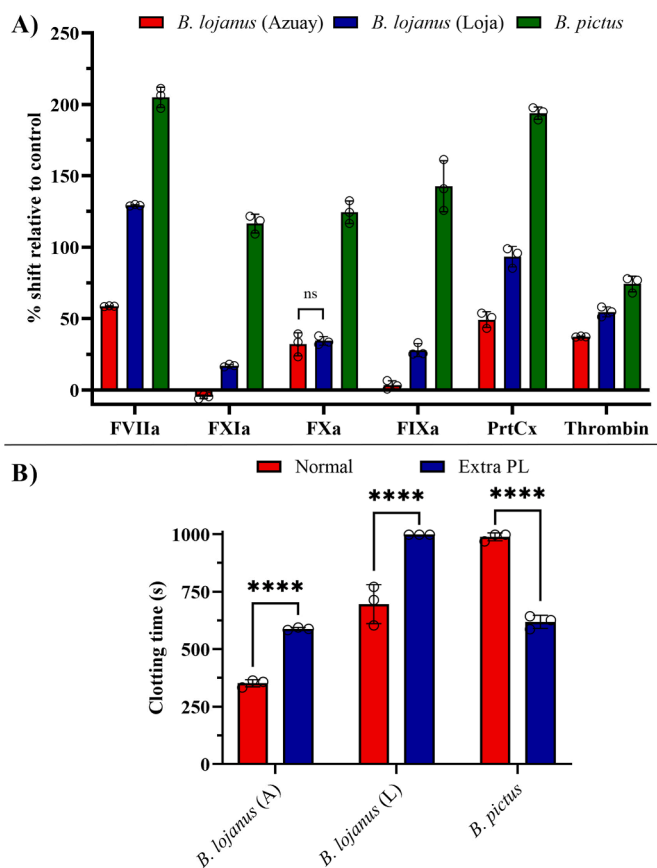 A)
B. lojanus (Azuay) B. lojanus (Loja) B. pictus
% shift relative to control
250
200
150
100
50
0
ns
FVIIa FXIa FXa FIXa PrtCx Thrombin
B)
Normal Extra PL
Clotting time (s)
1000
750
500
250
0
****
****
****
B. lojanus (A) B. lojanus (L) B. pictus